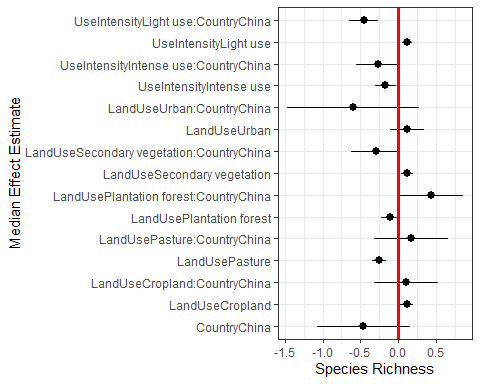 UseIntensityLight use:CountryChina
UseIntensityLight use
UseIntensityIntense use:CountryChina
UseIntensityIntense use
LandUseUrban:CountryChina
LandUseUrban
LandUseSecondary vegetation:CountryChina
LandUseSecondary vegetation
LandUsePlantation forest:CountryChina
LandUsePlantation forest
LandUsePasture:CountryChina
LandUsePasture
LandUseCropland:CountryChina
LandUseCropland
CountryChina
Median Effect Estimate
-1.5 -1.0 -0.5 0.0 0.5
Species Richness